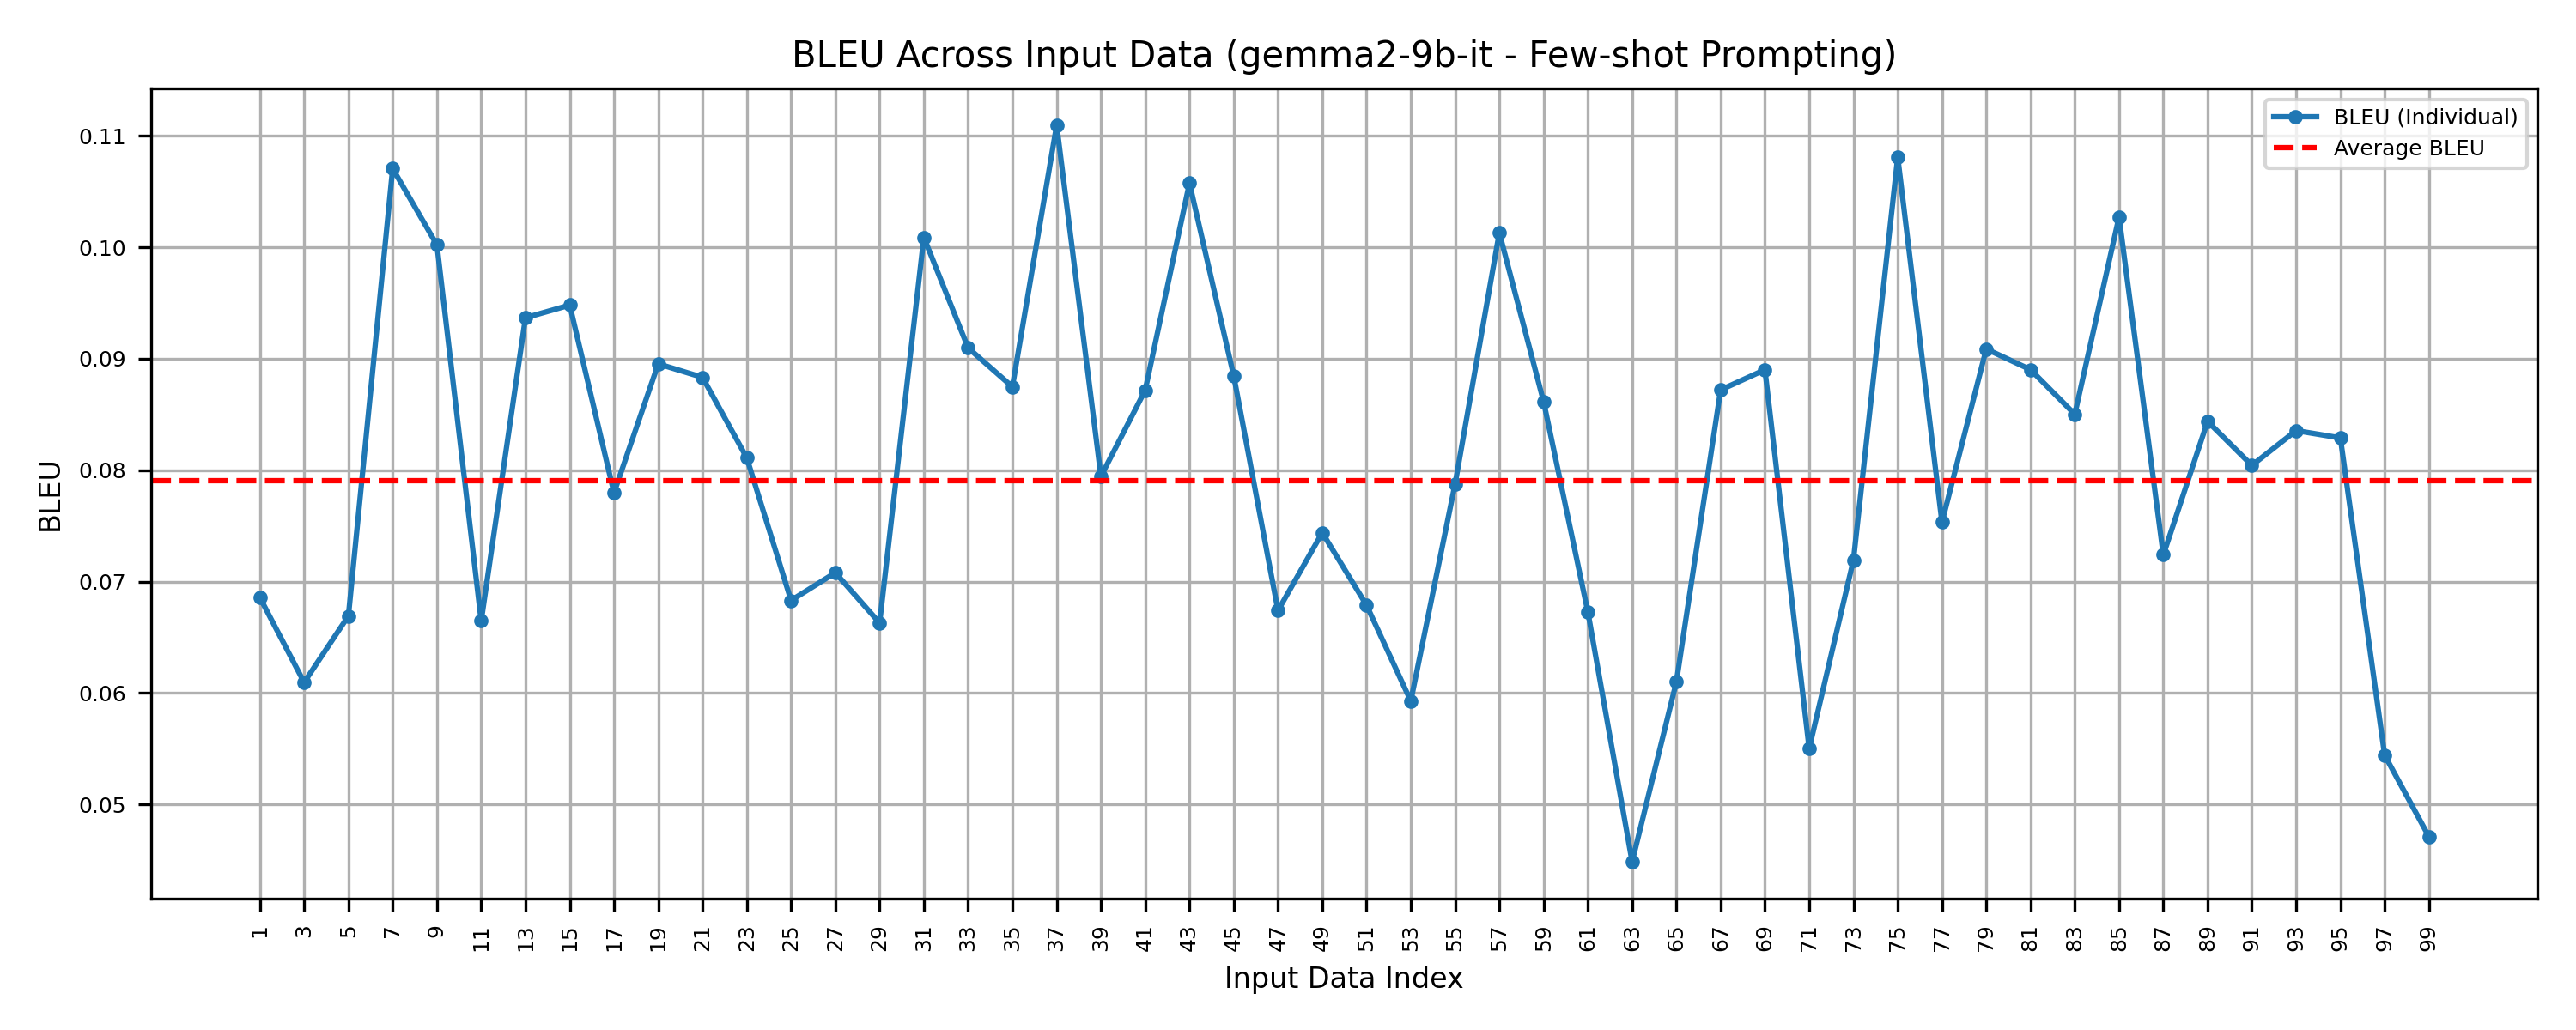 BLEU Across Input Data (gemma2-9b-it - Few-shot Prompting)
BLEU (Individual)
Average BLEU
0.11
0.10
0.09
0.08
0.07
0.06
0.05
BLEU
1 3 5 7 9 11 13 15 17 19 21 23 25 27 29 31 33 35 37 39 41 43 45 47 49 51 53 55 57 59 61 63 65 67 69 71 73 75 77 79 81 83 85 87 89 91 93 95 97 99
Input Data Index